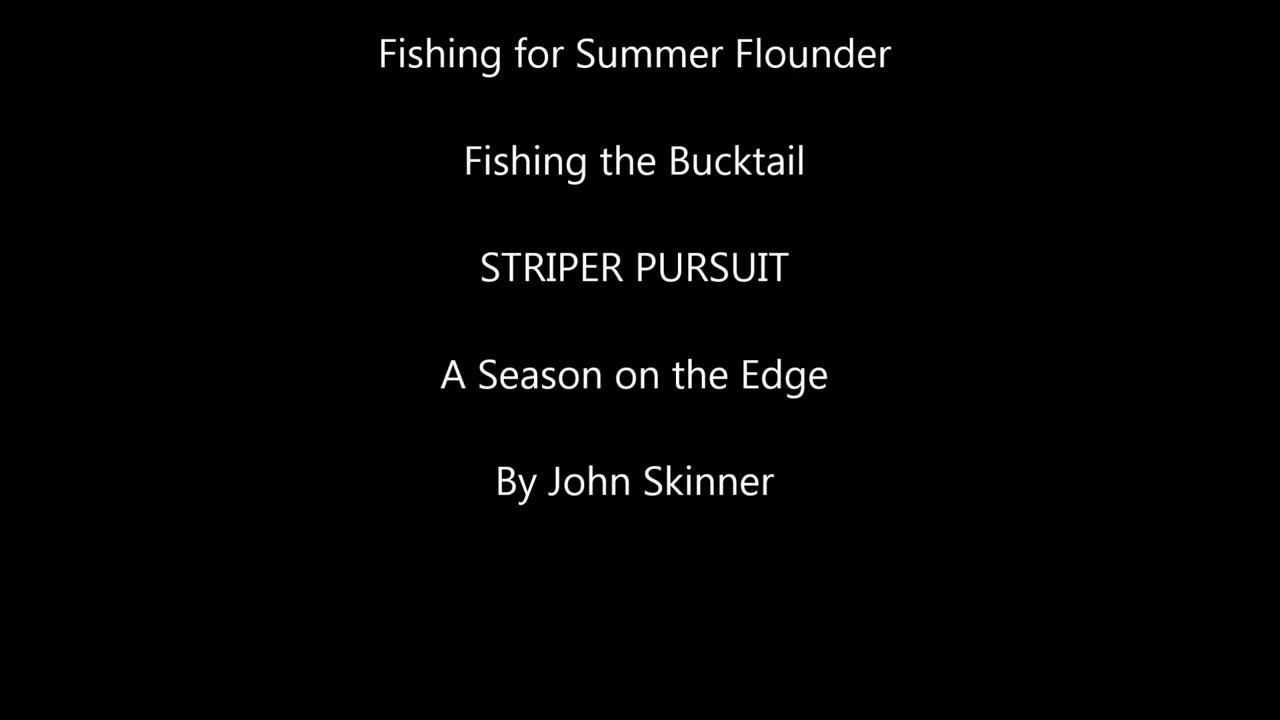 Fishing for Summer Flounder
Fishing the Bucktail
STRIPER PURSUIT
A Season on the Edge
By John Skinner